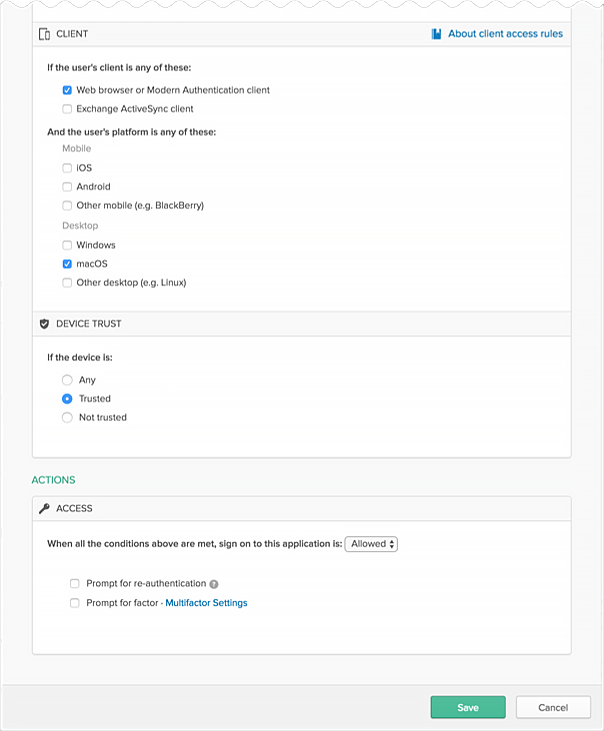 CLIENT
About client access rules
If the user's client is any of these:
Web browser or Modern Authentication client
Exchange ActiveSync client
And the user's platform is any of these:
Mobile
iOS
Android
Other mobile (e.g. BlackBerry)
Desktop
Windows
macOS
Other desktop (e.g. Linux)
DEVICE TRUST
If the device is:
Any
Trusted
Not trusted
ACTIONS
ACCESS
When all the conditions above are met, sign on to this application is: Allowed
Prompt for re-authentication ?
Prompt for factor - Multifactor Settings
Save
Cancel